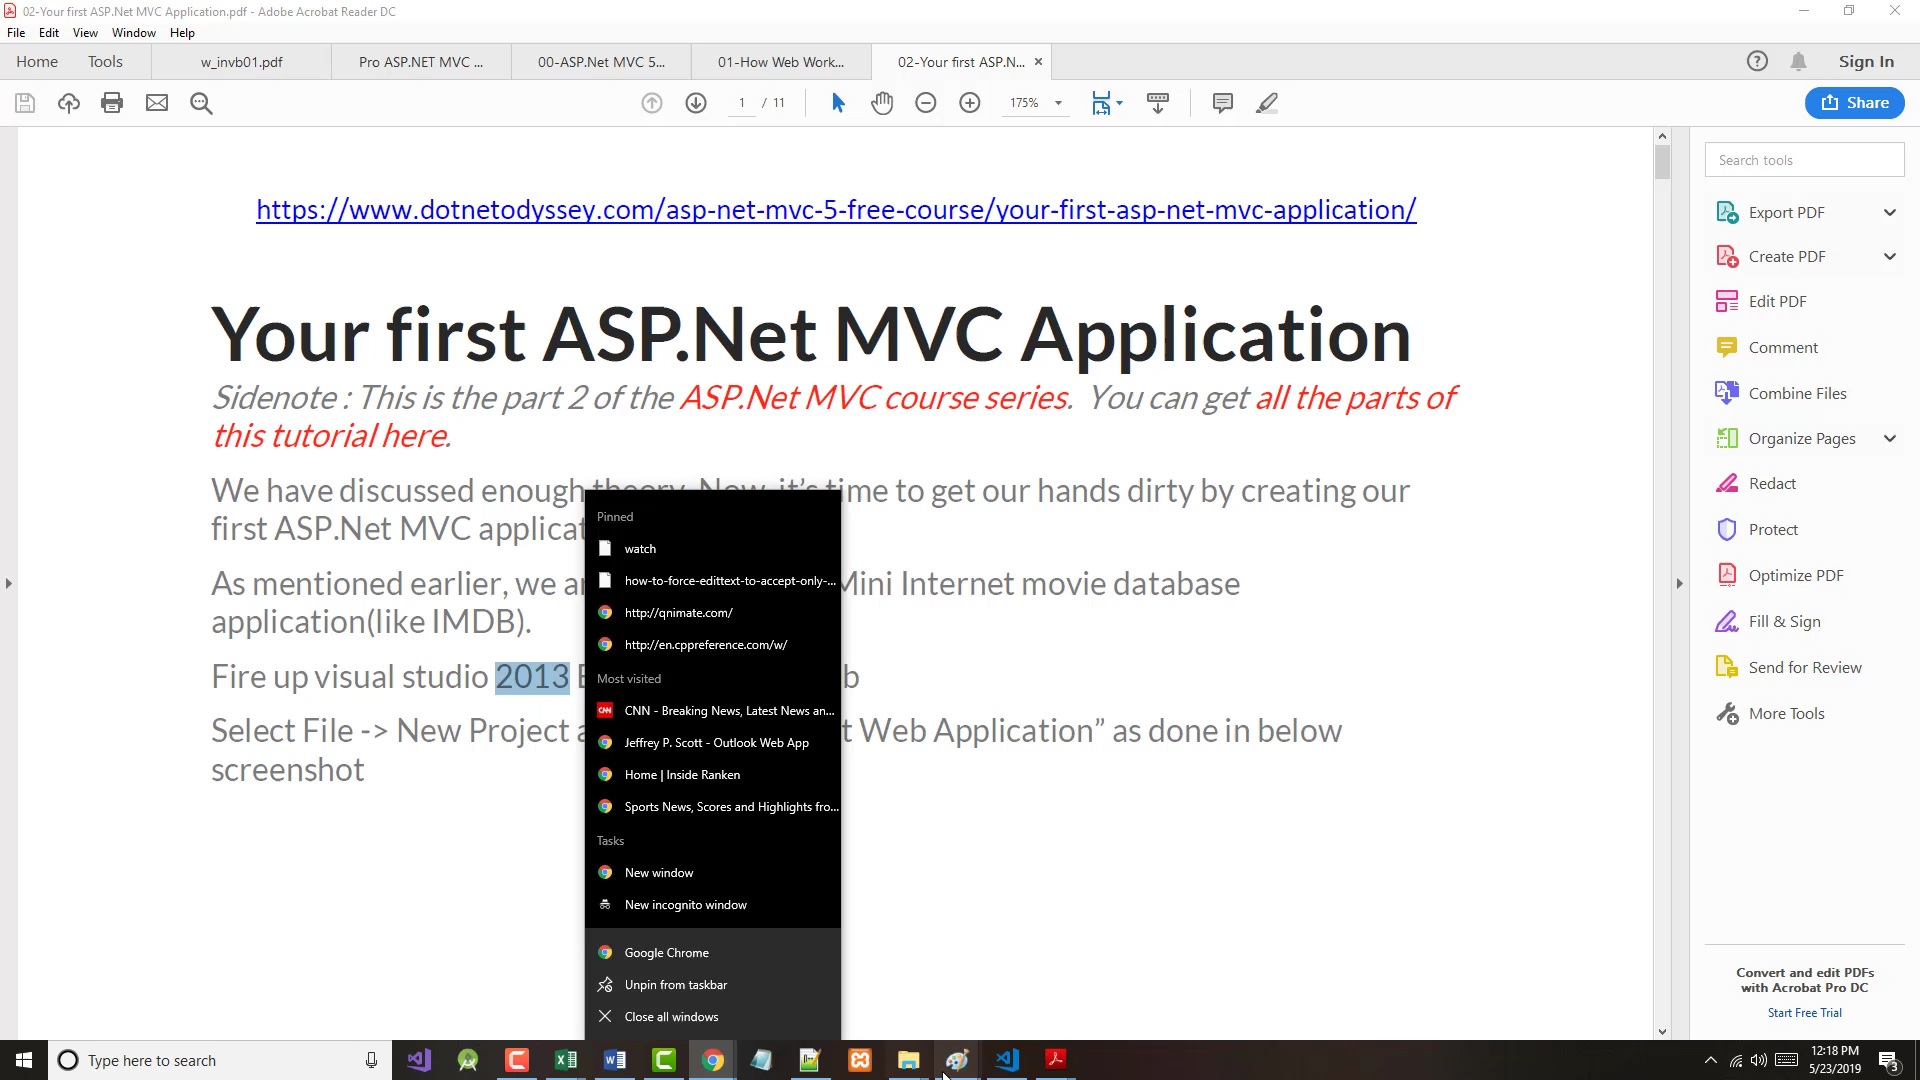 02-Your first ASP.Net MVC Application.pdf - Adobe Acrobat Reader DC
File Edit View Window Help
Home Tools w_invb01.pdf Pro ASP.NET MVC ... 00-ASP.Net MVC 5... 01-How Web Work... 02-Your first ASP.N... Sign In
1 / 11 175% Share
Search tools
https://www.dotnetodyssey.com/asp-net-mvc-5-free-course/your-first-asp-net-mvc-application/
Your first ASP.Net MVC Application
Sidenote : This is the part 2 of the ASP.Net MVC course series. You can get all the parts of
this tutorial here.
We have discussed enough theory. Now, it's time to get our hands dirty by creating our
first ASP.Net MVC applicat
As mentioned earlier, we ar Mini Internet movie database
application(like IMDB).
Fire up visual studio 2013 E b
Select File -> New Project a t Web Application” as done in below
screenshot
Pinned
watch
how-to-force-edittext-to-accept-only-...
http://qnimate.com/
http://en.cppreference.com/w/
Most visited
CNN - Breaking News, Latest News an...
Jeffrey P. Scott - Outlook Web App
Home | Inside Ranken
Sports News, Scores and Highlights fro...
Tasks
New window
New incognito window
Google Chrome
Unpin from taskbar
Close all windows
Export PDF
Create PDF
Edit PDF
Comment
Combine Files
Organize Pages
Redact
Protect
Optimize PDF
Fill & Sign
Send for Review
More Tools
Convert and edit PDFs
with Acrobat Pro DC
Start Free Trial
Type here to search
12:18 PM
5/23/2019
3